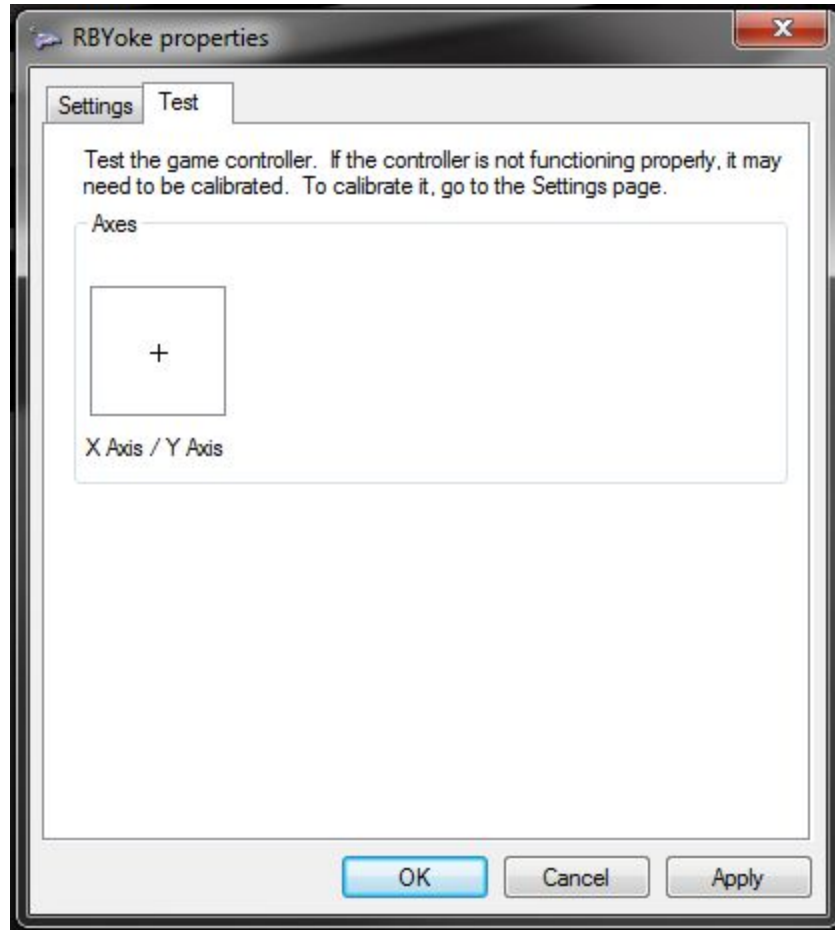 RBYoke properties
Settings Test
Test the game controller. If the controller is not functioning properly, it may
need to be calibrated. To calibrate it, go to the Settings page.
Axes
X Axis / Y Axis
OK Cancel Apply